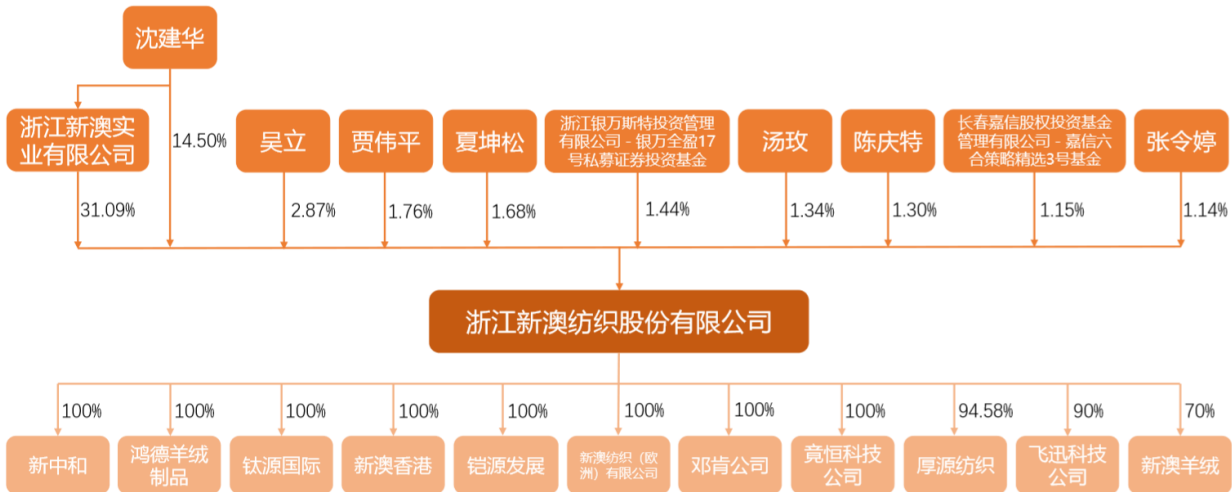 沈建华
浙江新澳实
业有限公司
14.50%
吴立
贾伟平
夏坤松
浙江银万斯特投资管理
有限公司－银万全盈17
号私募证券投资基金
汤玫
陈庆特
长春嘉信股权投资基金
管理有限公司－嘉信六
合策略精选3号基金
张令婷
31.09%
2.87%
1.76%
1.68%
1.44%
1.34%
1.30%
1.15%
1.14%
浙江新澳纺织股份有限公司
100%
100%
100%
100%
100%
100%
100%
100%
94.58%
90%
70%
新中和
鸿德羊绒
制品
钛源国际
新澳香港
铠源发展
新澳纺织（欧
洲）有限公司
邓肯公司
竟恒科技
公司
厚源纺织
飞迅科技
公司
新澳羊绒